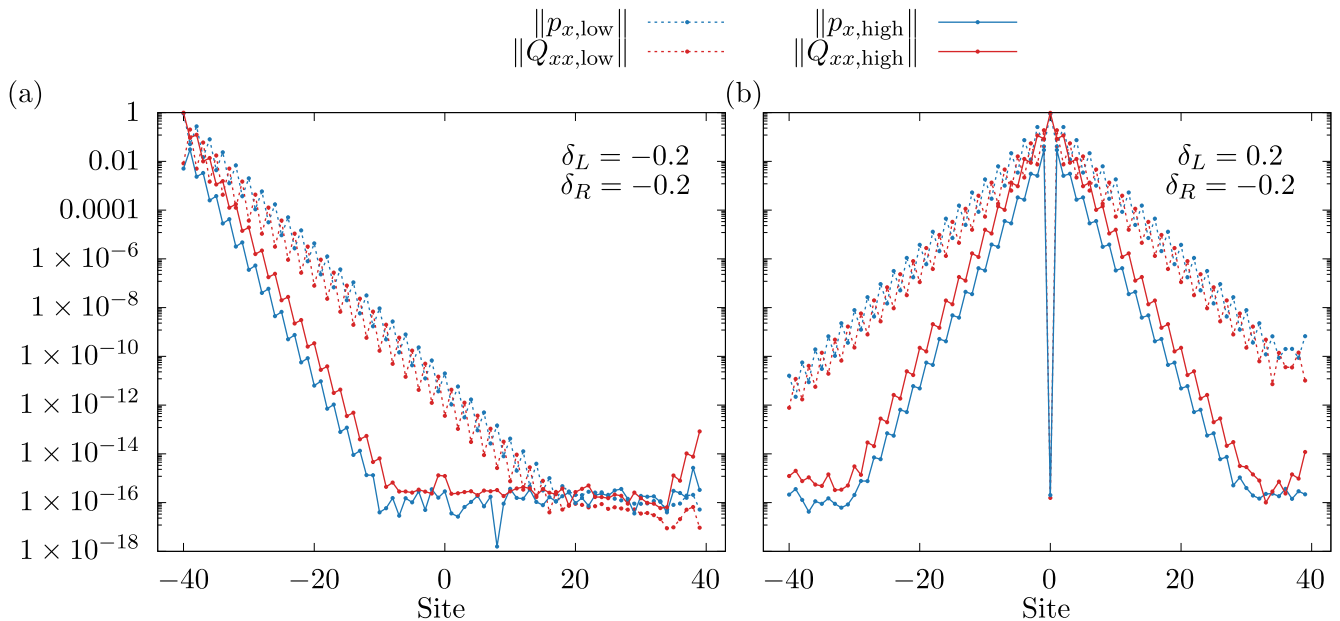 ‖p_{x,low}‖ ‖p_{x,high}‖
‖Q_{xx,low}‖ ‖Q_{xx,high}‖
(a)
1
0.01
0.0001
1 × 10^{−6}
1 × 10^{−8}
1 × 10^{−10}
1 × 10^{−12}
1 × 10^{−14}
1 × 10^{−16}
1 × 10^{−18}
δ_L = −0.2
δ_R = −0.2
−40 −20 0 20 40
Site
(b)
δ_L = 0.2
δ_R = −0.2
−40 −20 0 20 40
Site